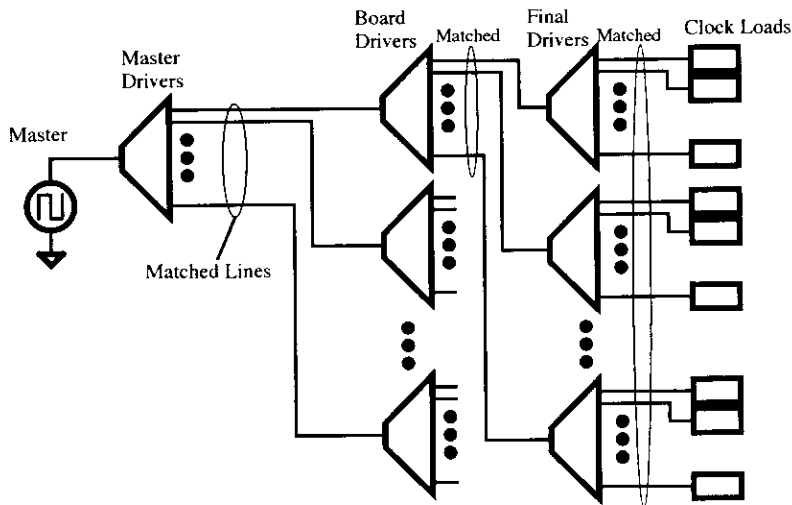 Board
Drivers
Matched
Final
Drivers
Matched
Clock Loads
Master
Drivers
Master
Matched Lines